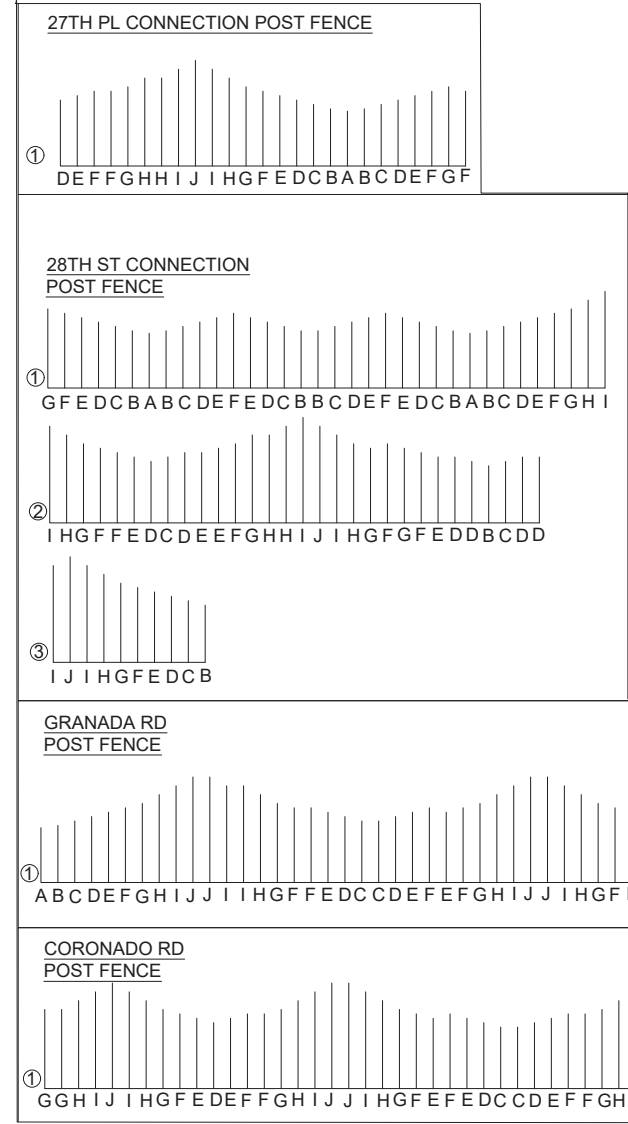 27TH PL CONNECTION POST FENCE
①
D E F F G H H I J I H G F E D C B A B C D E F G F
28TH ST CONNECTION
POST FENCE
①
G F E D C B A B C D E F E D C B B C D E F E D C B A B C D E F G H I
②
I H G F F E D C D E E F G H H I J I H G F G F E D D B C D D
③
I J I H G F E D C B
GRANADA RD
POST FENCE
①
A B C D E F G H I J J I I H G F F E D C C D E F E F G H I J J I H G F
CORONADO RD
POST FENCE
①
G G H I J I H G F E D E F F G H I J J I H G F E F E D C C D E F F G H